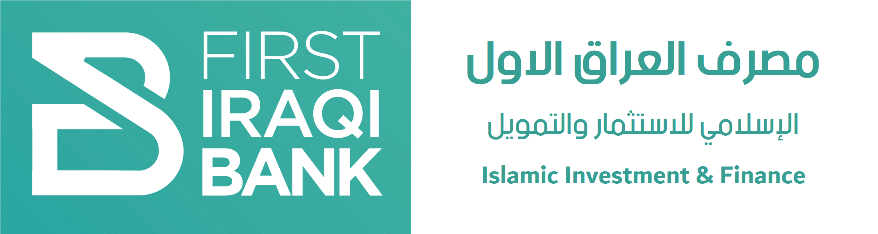 FIRST
IRAQI
BANK
مصرف العراق الاول
الإسلامي للاستثمار والتمويل
Islamic Investment & Finance